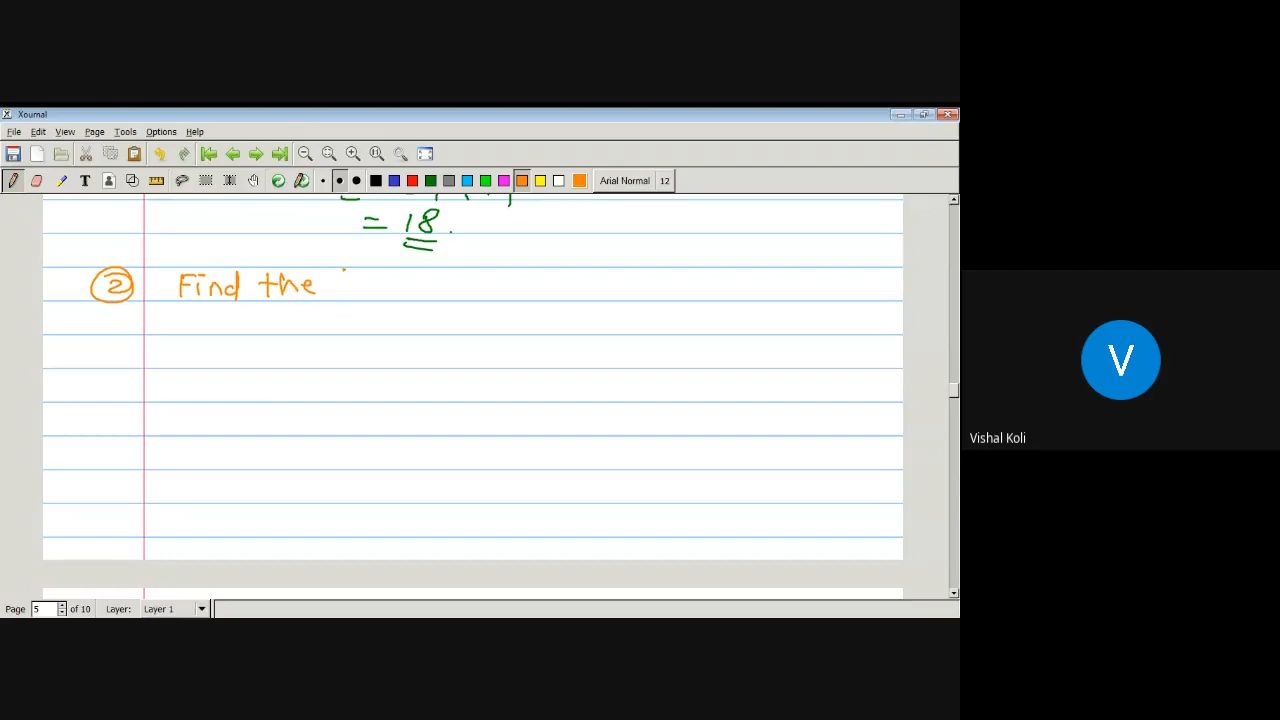 Xournal
File Edit View Page Tools Options Help
T Arial Normal 12
= 18.
② Find the
V
Vishal Koli
Page 5 of 10 Layer: Layer 1